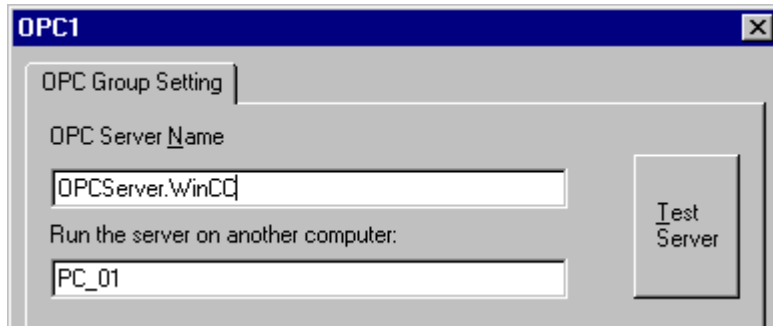 OPC1
OPC Group Setting
OPC Server Name
OPCServer.WinCC
Run the server on another computer:
PC_01
Test
Server